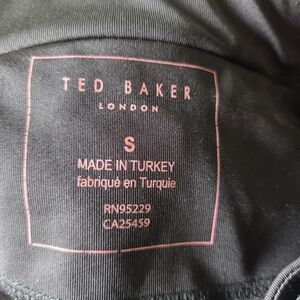 TED BAKER
LONDON
S
MADE IN TURKEY
fabriqué en Turquie
RN95229
CA25459